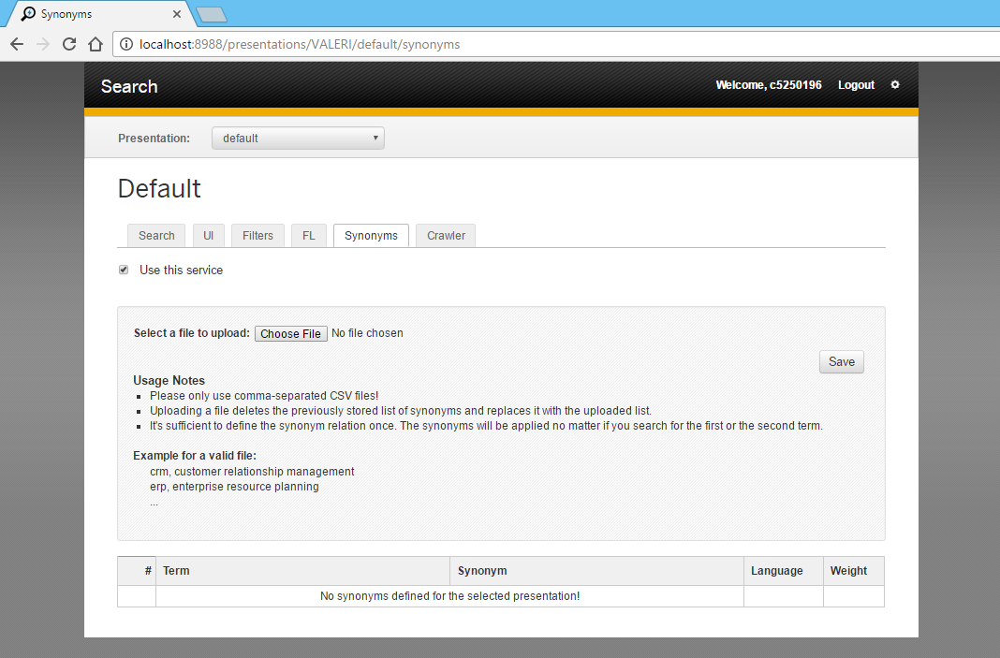 Synonyms
localhost:8988/presentations/VALERI/default/synonyms
Search Welcome, c5250196 Logout
Presentation: default
Default
Search UI Filters FL Synonyms Crawler
Use this service
Select a file to upload: Choose File No file chosen
Save
Usage Notes
Please only use comma-separated CSV files!
Uploading a file deletes the previously stored list of synonyms and replaces it with the uploaded list.
It's sufficient to define the synonym relation once. The synonyms will be applied no matter if you search for the first or the second term.
Example for a valid file:
crm, customer relationship management
erp, enterprise resource planning
...
# Term Synonym Language Weight
No synonyms defined for the selected presentation!